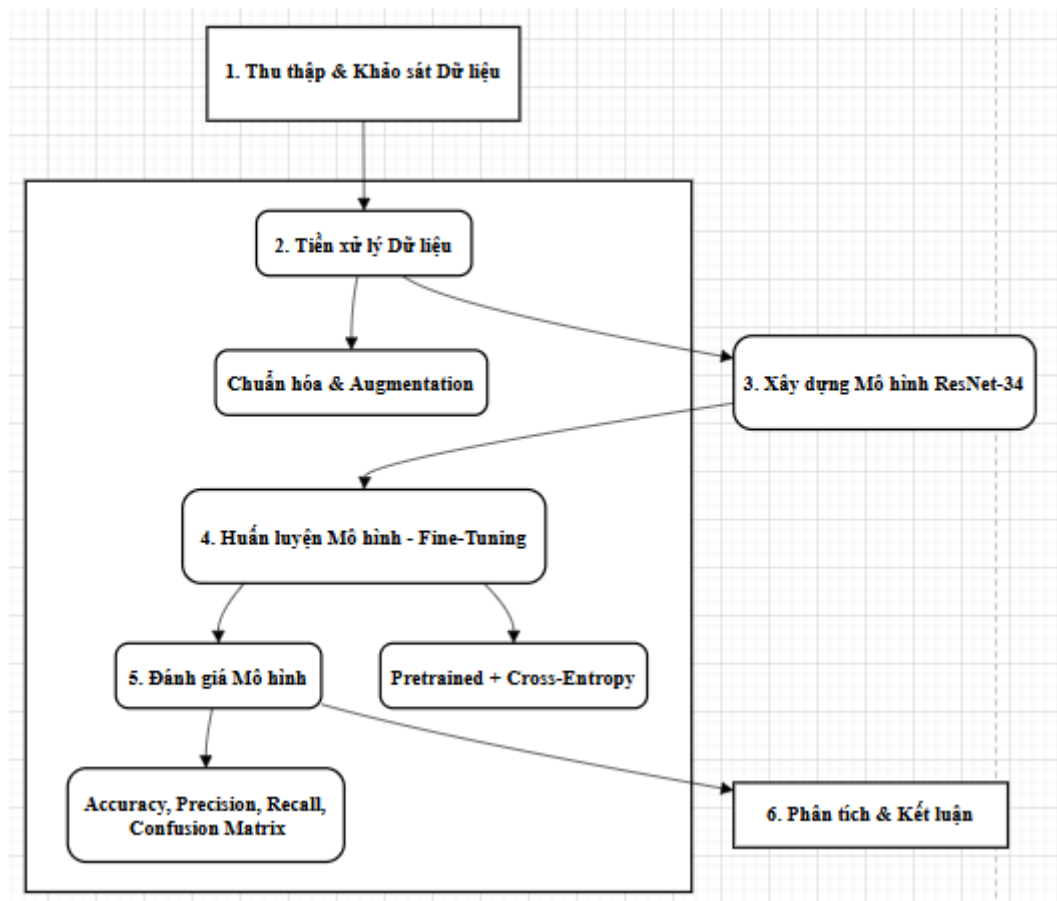 1. Thu thập & Khảo sát Dữ liệu
2. Tiền xử lý Dữ liệu
Chuẩn hóa & Augmentation
3. Xây dựng Mô hình ResNet-34
4. Huấn luyện Mô hình - Fine-Tuning
5. Đánh giá Mô hình
Pretrained + Cross-Entropy
Accuracy, Precision, Recall,
Confusion Matrix
6. Phân tích & Kết luận